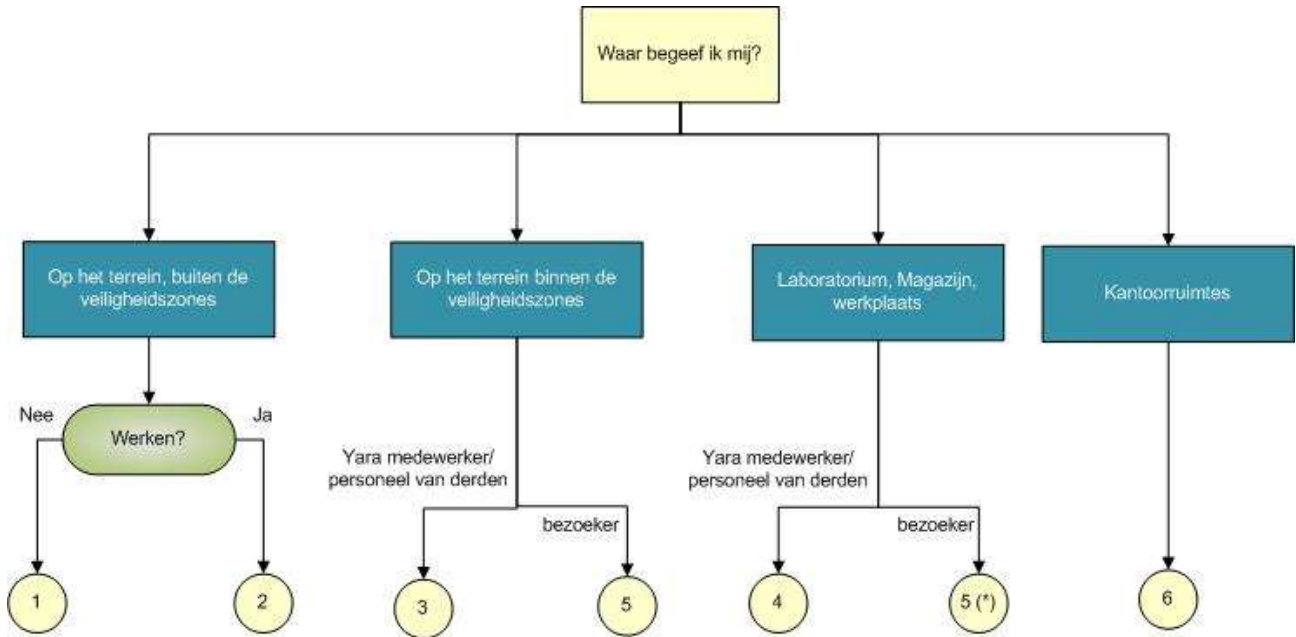 Waar begeef ik mij?
Op het terrein, buiten de
veiligheidszones
Op het terrein binnen de
veiligheidszones
Laboratorium, Magazijn,
werkplaats
Kantoorruimtes
Nee
Ja
Werken?
Yara medewerker/
personeel van derden
bezoeker
Yara medewerker/
personeel van derden
bezoeker
1
2
3
5
4
5 (*)
6